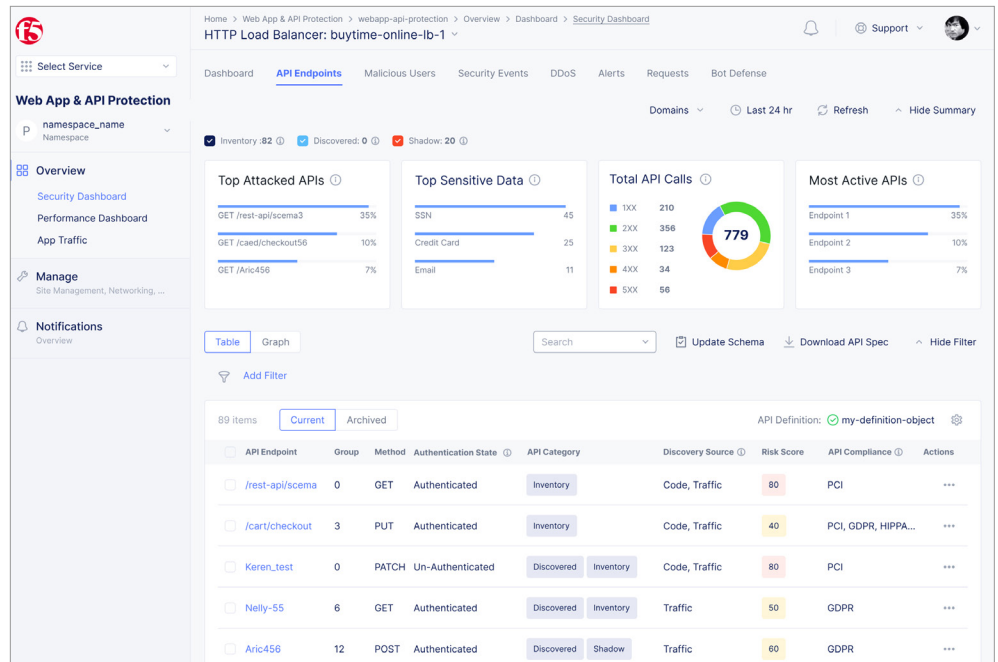 f5
Home > Web App & API Protection > webapp-api-protection > Overview > Dashboard > Security Dashboard
HTTP Load Balancer: buytime-online-lb-1
Support
Select Service
Web App & API Protection
P
namespace_name
Namespace
Overview
Security Dashboard
Performance Dashboard
App Traffic
Manage
Site Management, Networking, ...
Notifications
Overview
Dashboard API Endpoints Malicious Users Security Events DDoS Alerts Requests Bot Defense
Domains Last 24 hr Refresh Hide Summary
Inventory :82 Discovered: 0 Shadow: 20
Top Attacked APIs
GET /rest-api/scema3 35%
GET /caed/checkout56 10%
GET /Aric456 7%
Top Sensitive Data
SSN 45
Credit Card 25
Email 11
Total API Calls
1XX 210
2XX 356
3XX 123
4XX 34
5XX 56
779
Most Active APIs
Endpoint 1 35%
Endpoint 2 10%
Endpoint 3 7%
Table Graph Search Update Schema Download API Spec Hide Filter
Add Filter
89 items Current Archived API Definition: my-definition-object
API Endpoint Group Method Authentication State API Category Discovery Source Risk Score API Compliance Actions
/rest-api/scema 0 GET Authenticated Inventory Code, Traffic 80 PCI
/cart/checkout 3 PUT Authenticated Inventory Code, Traffic 40 PCI, GDPR, HIPPA...
Keren_test 0 PATCH Un-Authenticated Discovered Inventory Code, Traffic 80 PCI
Nelly-55 6 GET Authenticated Discovered Inventory Traffic 50 GDPR
Aric456 12 POST Authenticated Discovered Shadow Traffic 60 GDPR